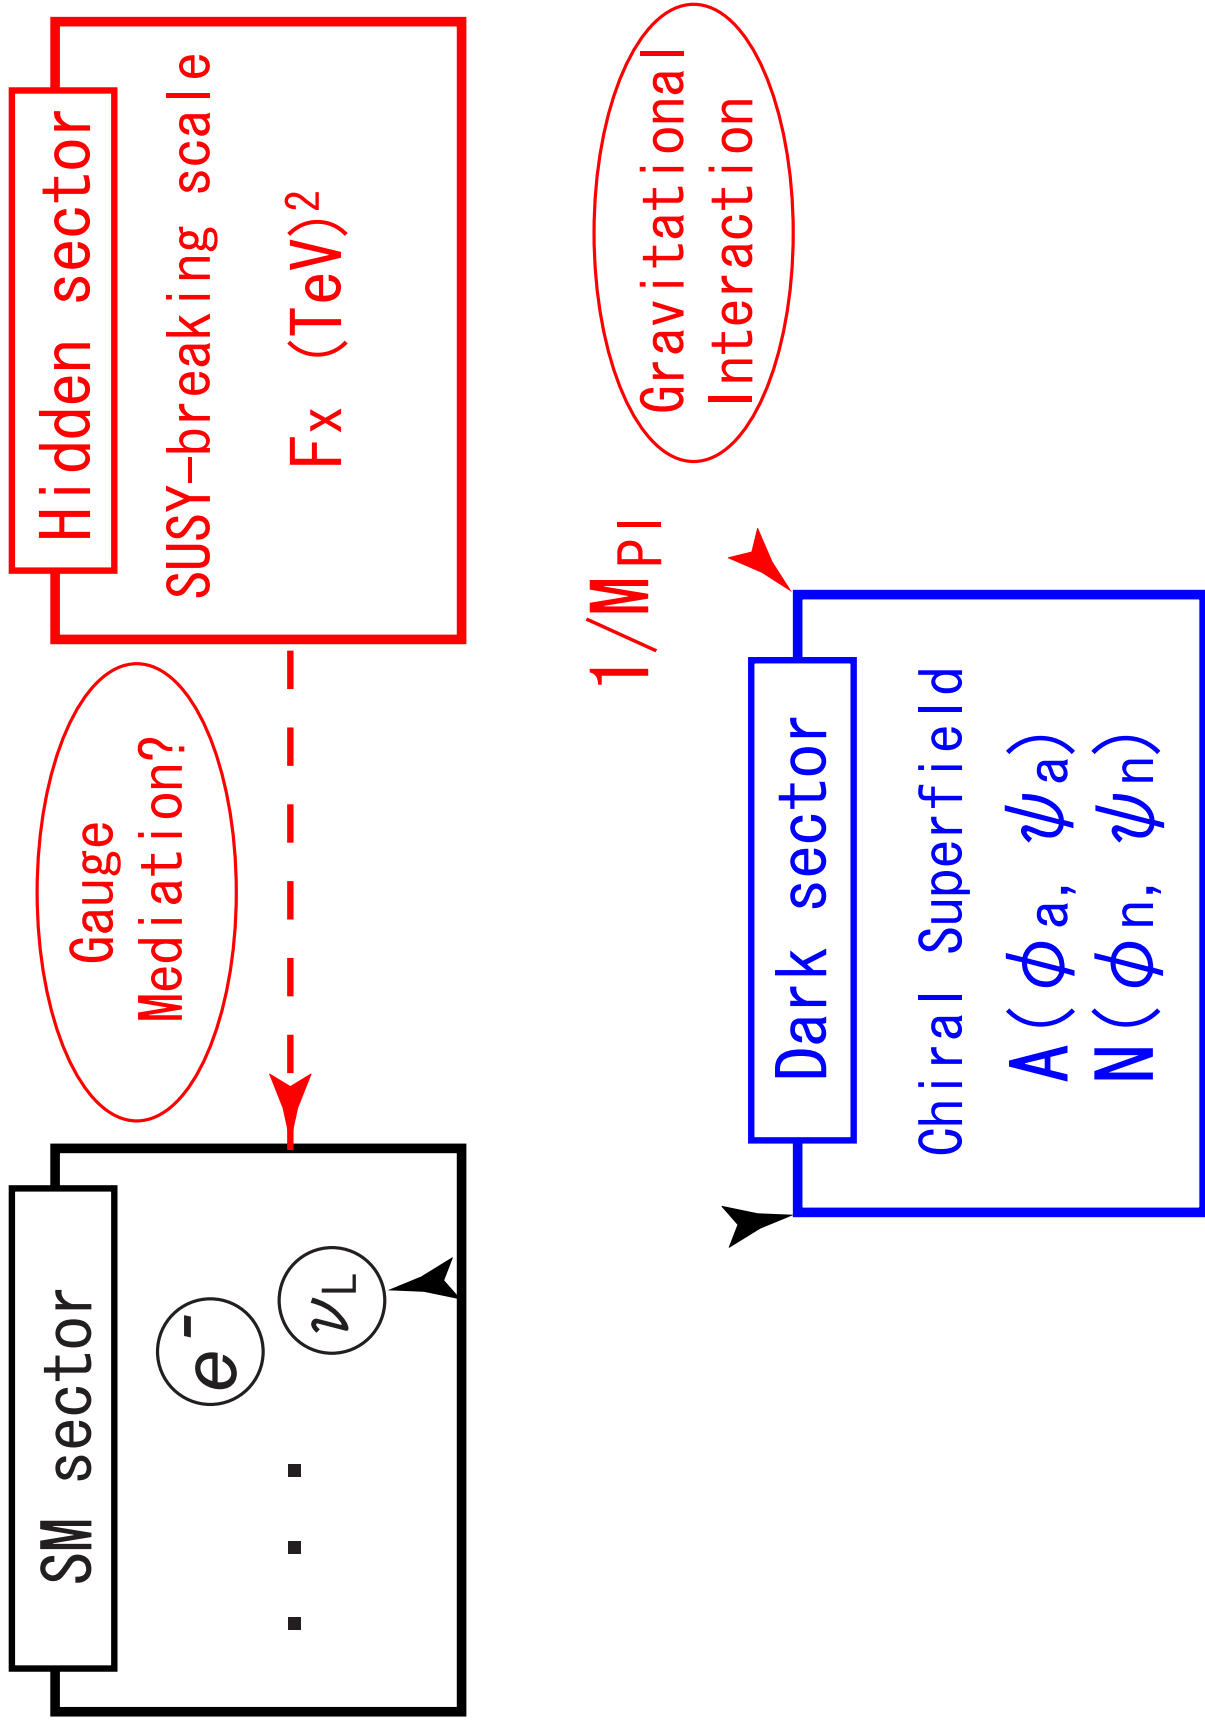 SM sector
e⁻
νL
Gauge
Mediation?
Hidden sector
SUSY-breaking scale
Fx (TeV)²
1/MPl
Gravitational
Interaction
Dark sector
Chiral Superfield
A(ϕa, ψa)
N(ϕn, ψn)